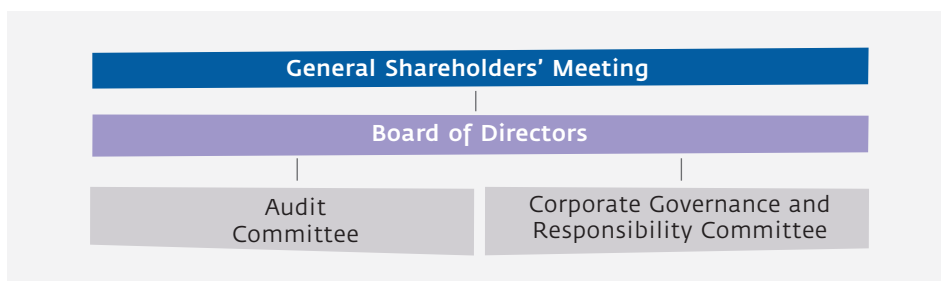 General Shareholders' Meeting
Board of Directors
Audit
Committee
Corporate Governance and
Responsibility Committee